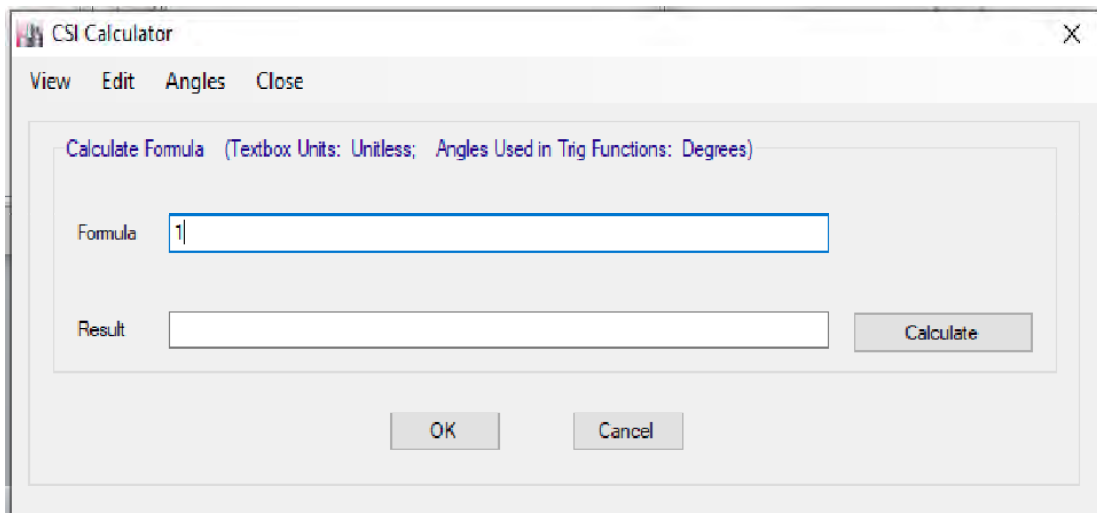 CSI Calculator
View Edit Angles Close
Calculate Formula (Textbox Units: Unitless; Angles Used in Trig Functions: Degrees)
Formula 1
Result
Calculate
OK Cancel